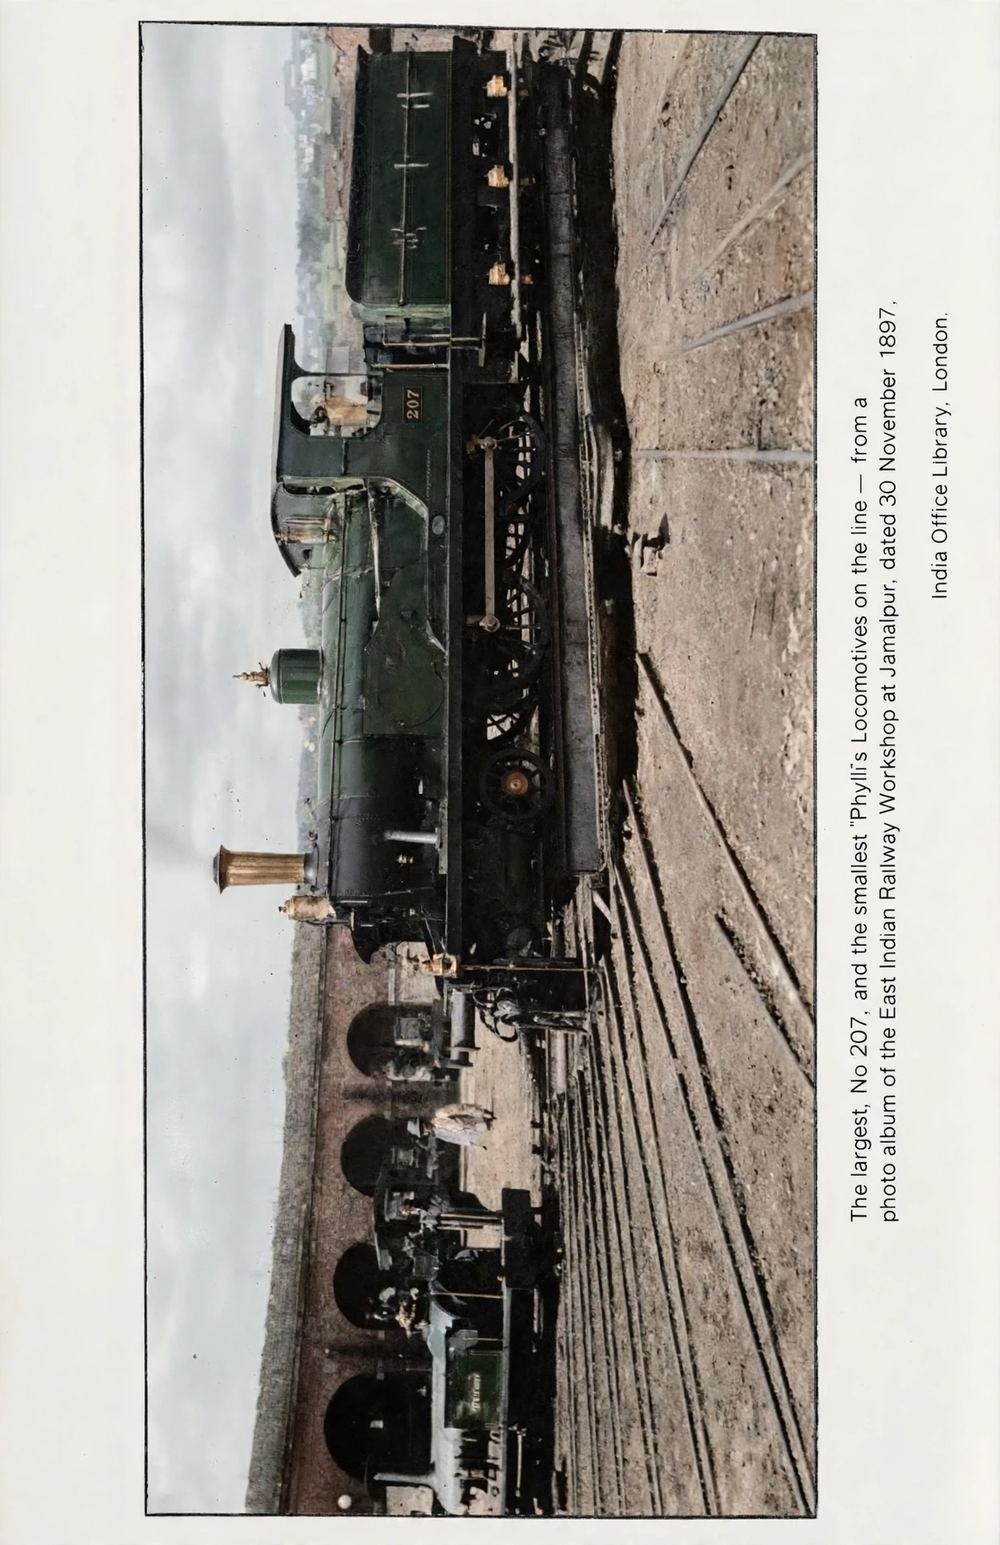 207
The largest, No 207, and the smallest "Phylli's Locomotives on the line — from a
photo album of the East Indian Railway Workshop at Jamalpur, dated 30 November 1897,
India Office Library, London.